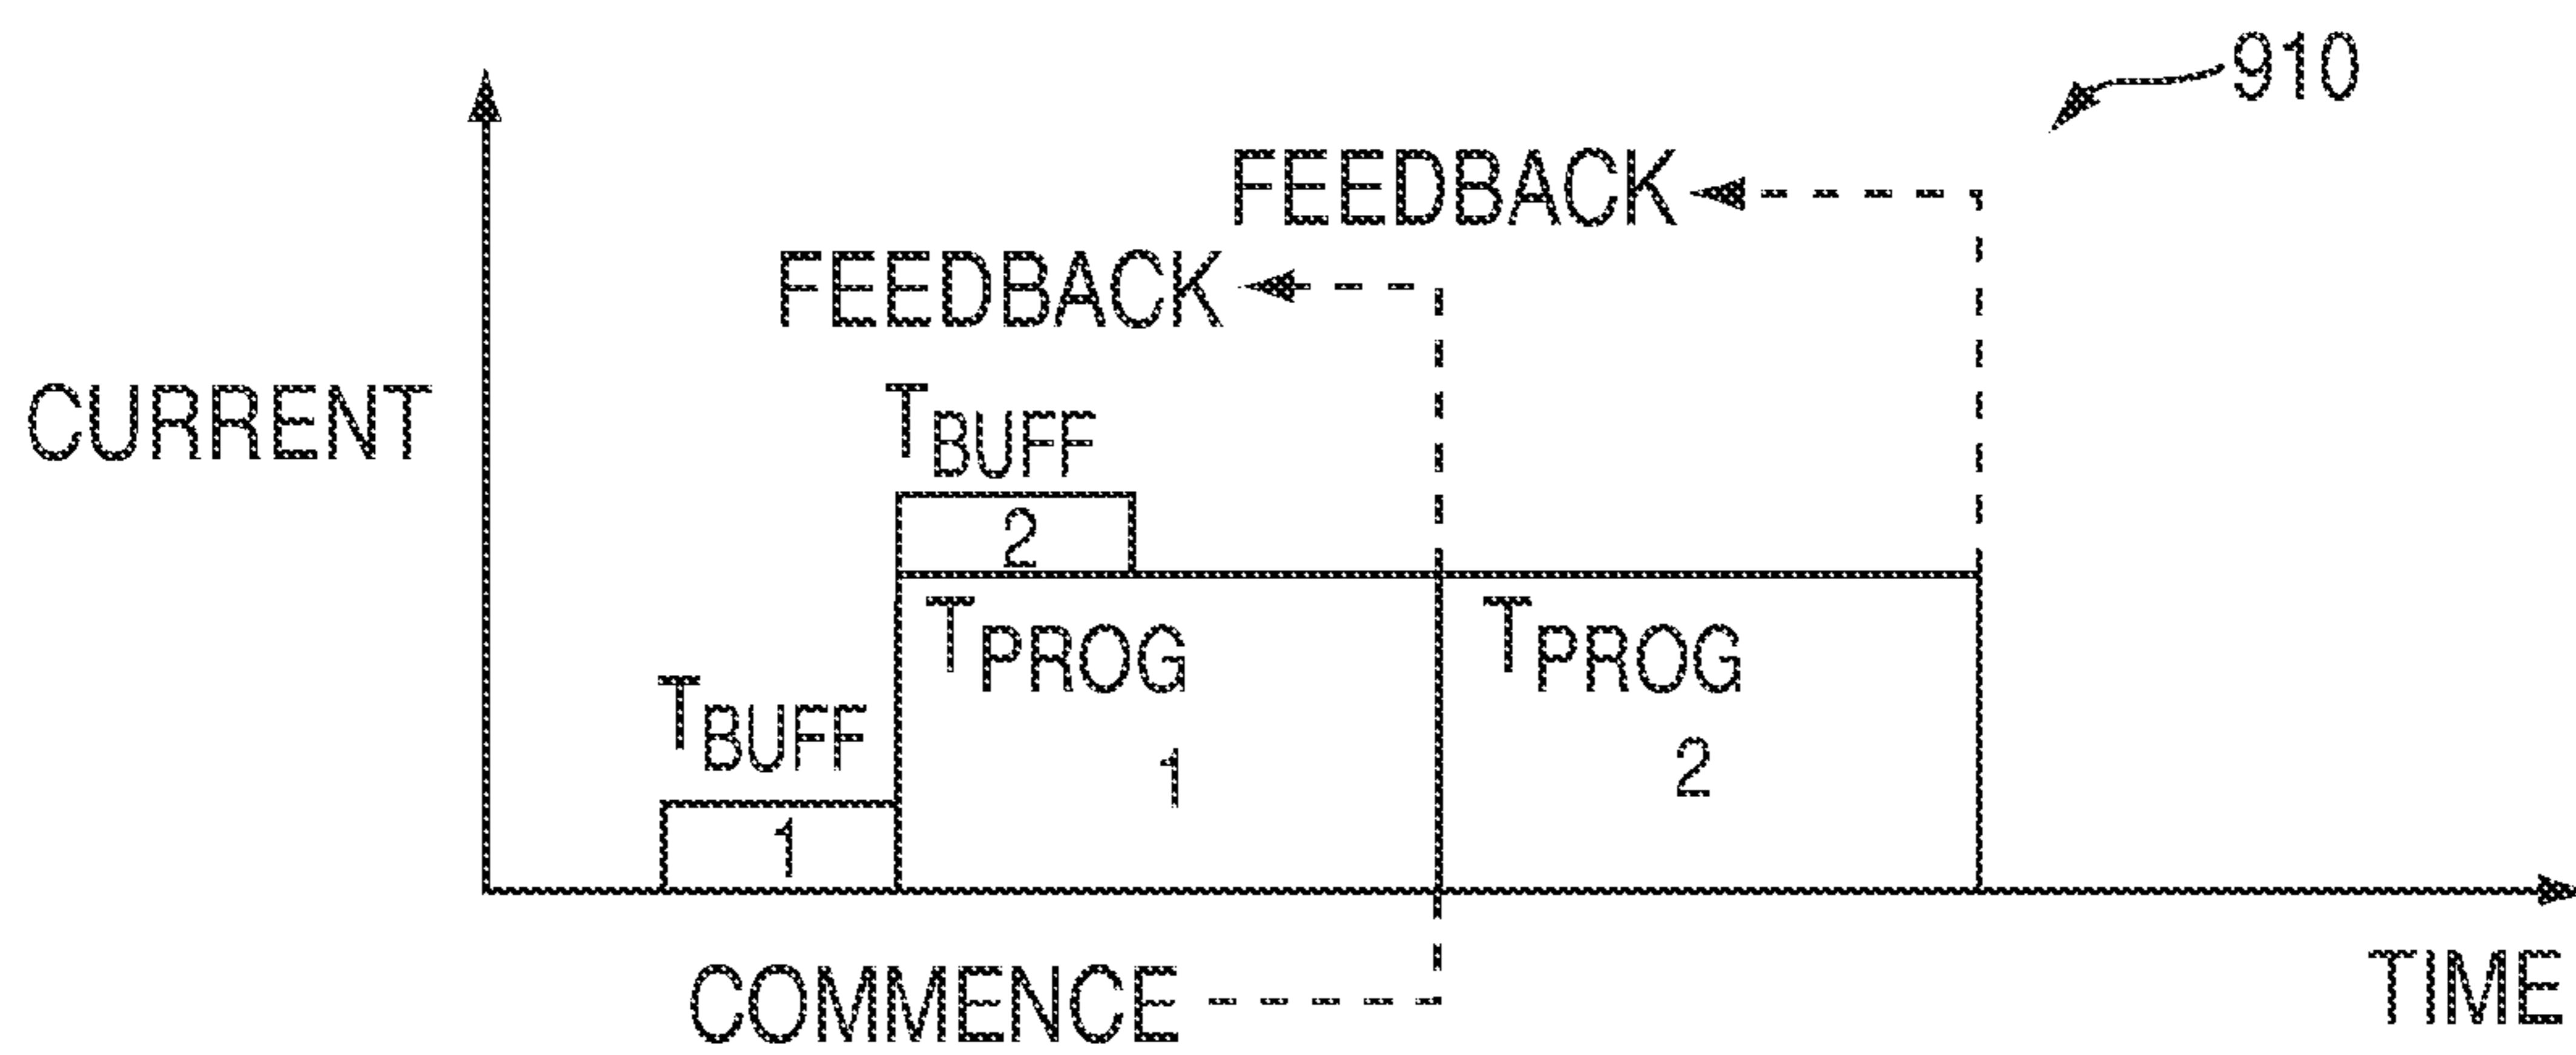 910
FEEDBACK
FEEDBACK
CURRENT
TBUFF
2
TPROG
TPROG
TBUFF
1
2
1
COMMENCE
TIME